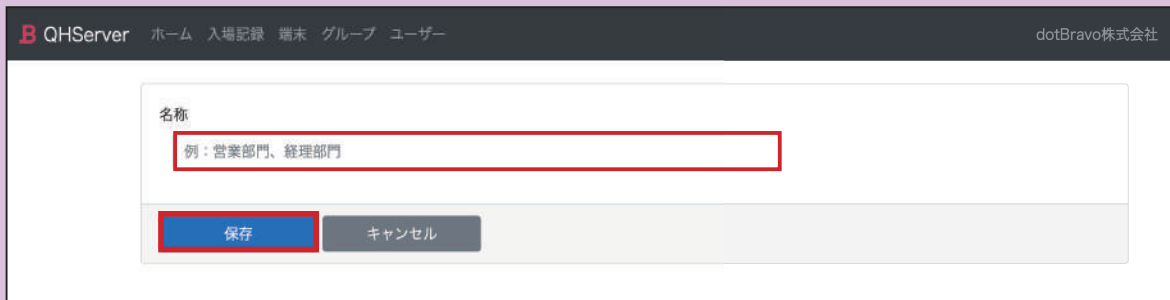 B QHServer ホーム 入場記録 端末 グループ ユーザー dotBravo株式会社
名称
例：営業部門、経理部門
保存 キャンセル